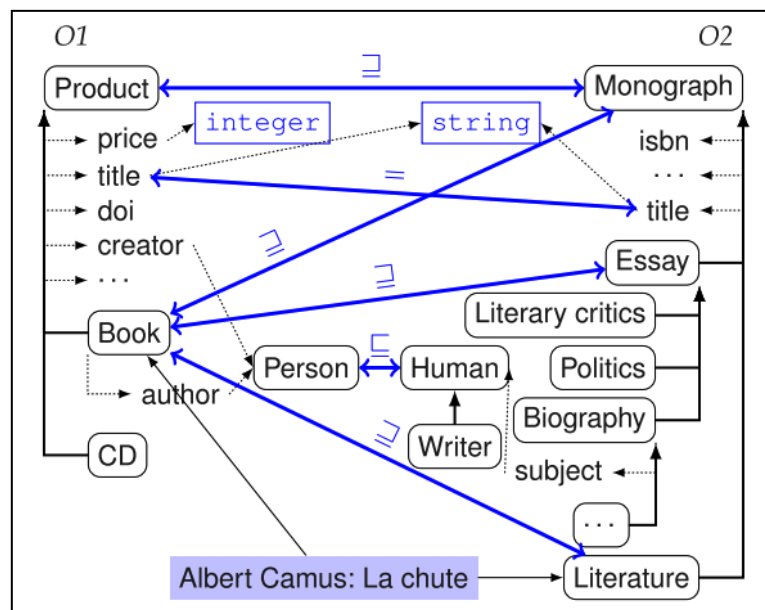 O1 O2
⊒
Product Monograph
price integer string isbn
title = ···
doi title
creator ⊒
··· ⊒ Essay
Book Literary critics
Person ⊑ Human Politics
author Biography
⊒ Writer
CD subject
···
Albert Camus: La chute Literature